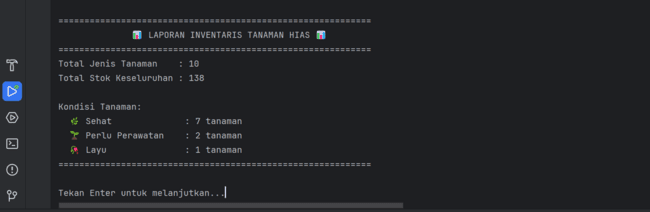 ============================================================
📊 LAPORAN INVENTARIS TANAMAN HIAS 📊
============================================================
Total Jenis Tanaman    : 10
Total Stok Keseluruhan : 138
Kondisi Tanaman:
🌿 Sehat              : 7 tanaman
🌱 Perlu Perawatan    : 2 tanaman
🥀 Layu               : 1 tanaman
============================================================
Tekan Enter untuk melanjutkan...